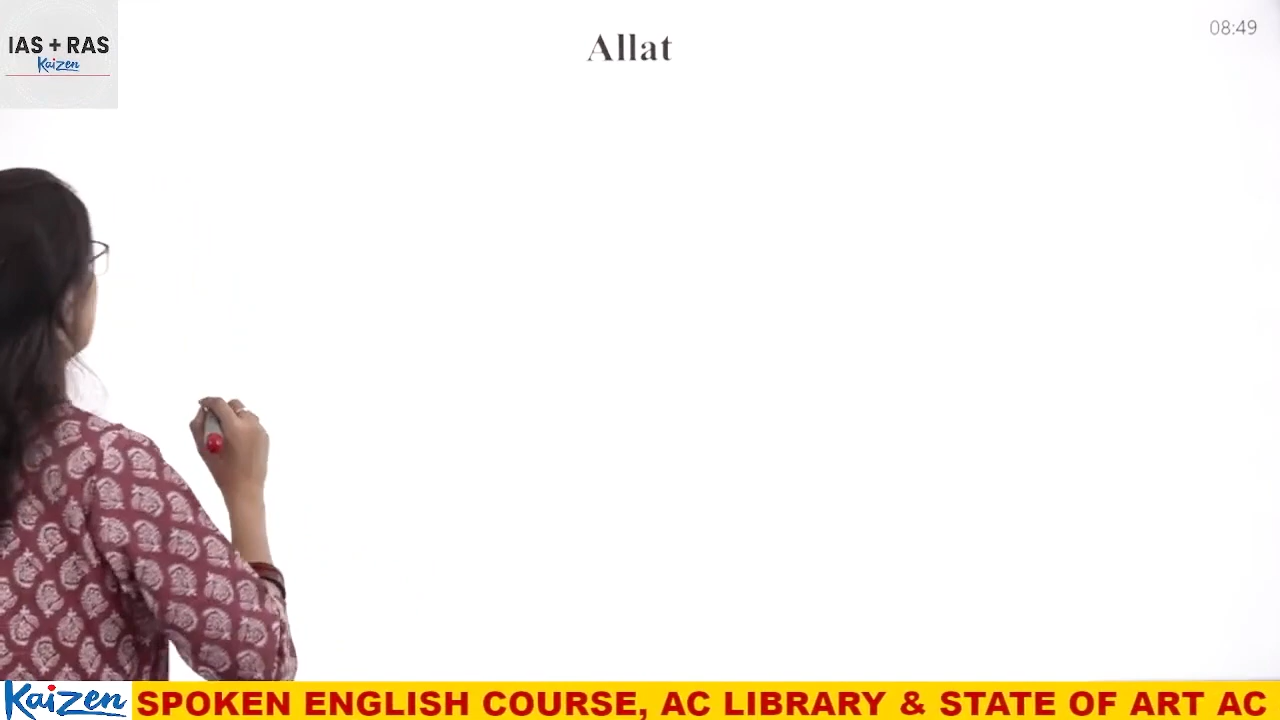 IAS + RAS
Kaizen
Allat
08:49
Kaizen SPOKEN ENGLISH COURSE, AC LIBRARY & STATE OF ART AC